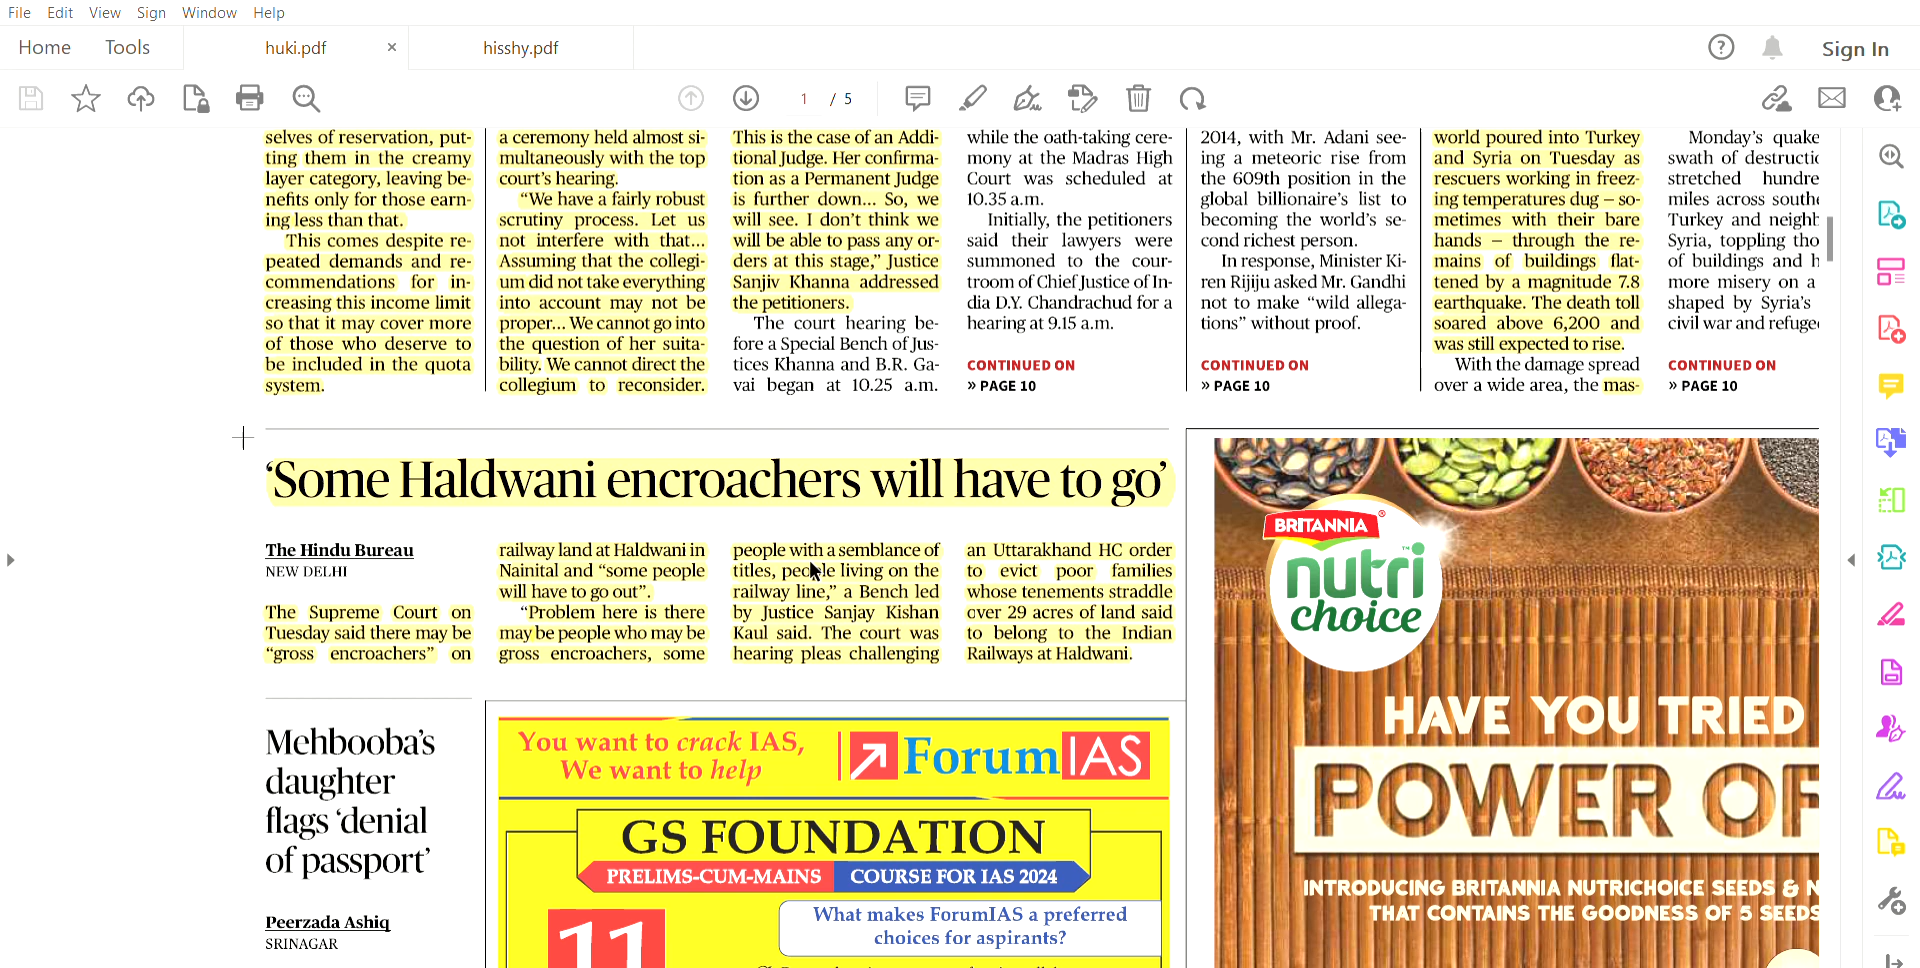 File Edit View Sign Window Help
Home Tools huki.pdf × hisshy.pdf Sign In
1 / 5
selves of reservation, put-
ting them in the creamy
layer category, leaving be-
nefits only for those earn-
ing less than that.
This comes despite re-
peated demands and re-
commendations for in-
creasing this income limit
so that it may cover more
of those who deserve to
be included in the quota
system.
a ceremony held almost si-
multaneously with the top
court's hearing.
“We have a fairly robust
scrutiny process. Let us
not interfere with that...
Assuming that the collegi-
um did not take everything
into account may not be
proper... We cannot go into
the question of her suita-
bility. We cannot direct the
collegium to reconsider.
This is the case of an Addi-
tional Judge. Her confirma-
tion as a Permanent Judge
is further down... So, we
will see. I don’t think we
will be able to pass any or-
ders at this stage,” Justice
Sanjiv Khanna addressed
the petitioners.
The court hearing be-
fore a Special Bench of Jus-
tices Khanna and B.R. Ga-
vai began at 10.25 a.m.
while the oath-taking cere-
mony at the Madras High
Court was scheduled at
10.35 a.m.
Initially, the petitioners
said their lawyers were
summoned to the cour-
troom of Chief Justice of In-
dia D.Y. Chandrachud for a
hearing at 9.15 a.m.
CONTINUED ON
» PAGE 10
2014, with Mr. Adani see-
ing a meteoric rise from
the 609th position in the
global billionaire’s list to
becoming the world’s se-
cond richest person.
In response, Minister Ki-
ren Rijiju asked Mr. Gandhi
not to make “wild allega-
tions” without proof.
CONTINUED ON
» PAGE 10
world poured into Turkey
and Syria on Tuesday as
rescuers working in freez-
ing temperatures dug – so-
metimes with their bare
hands – through the re-
mains of buildings flat-
tened by a magnitude 7.8
earthquake. The death toll
soared above 6,200 and
was still expected to rise.
With the damage spread
over a wide area, the mas-
Monday’s quake
swath of destructi
stretched hundre
miles across southe
Turkey and neighb
Syria, toppling tho
of buildings and h
more misery on a
shaped by Syria’s
civil war and refuge
CONTINUED ON
» PAGE 10
‘Some Haldwani encroachers will have to go’
The Hindu Bureau
NEW DELHI
The Supreme Court on
Tuesday said there may be
“gross encroachers” on
railway land at Haldwani in
Nainital and “some people
will have to go out”.
“Problem here is there
may be people who may be
gross encroachers, some
people with a semblance of
titles, people living on the
railway line,” a Bench led
by Justice Sanjay Kishan
Kaul said. The court was
hearing pleas challenging
an Uttarakhand HC order
to evict poor families
whose tenements straddle
over 29 acres of land said
to belong to the Indian
Railways at Haldwani.
Mehbooba’s
daughter
flags ‘denial
of passport’
Peerzada Ashiq
SRINAGAR
You want to crack IAS,
We want to help
ForumIAS
GS FOUNDATION
PRELIMS-CUM-MAINS COURSE FOR IAS 2024
11
What makes ForumIAS a preferred
choices for aspirants?
BRITANNIA
nutri
choice
HAVE YOU TRIED
POWER OF
INTRODUCING BRITANNIA NUTRICHOICE SEEDS & N
THAT CONTAINS THE GOODNESS OF 5 SEEDS